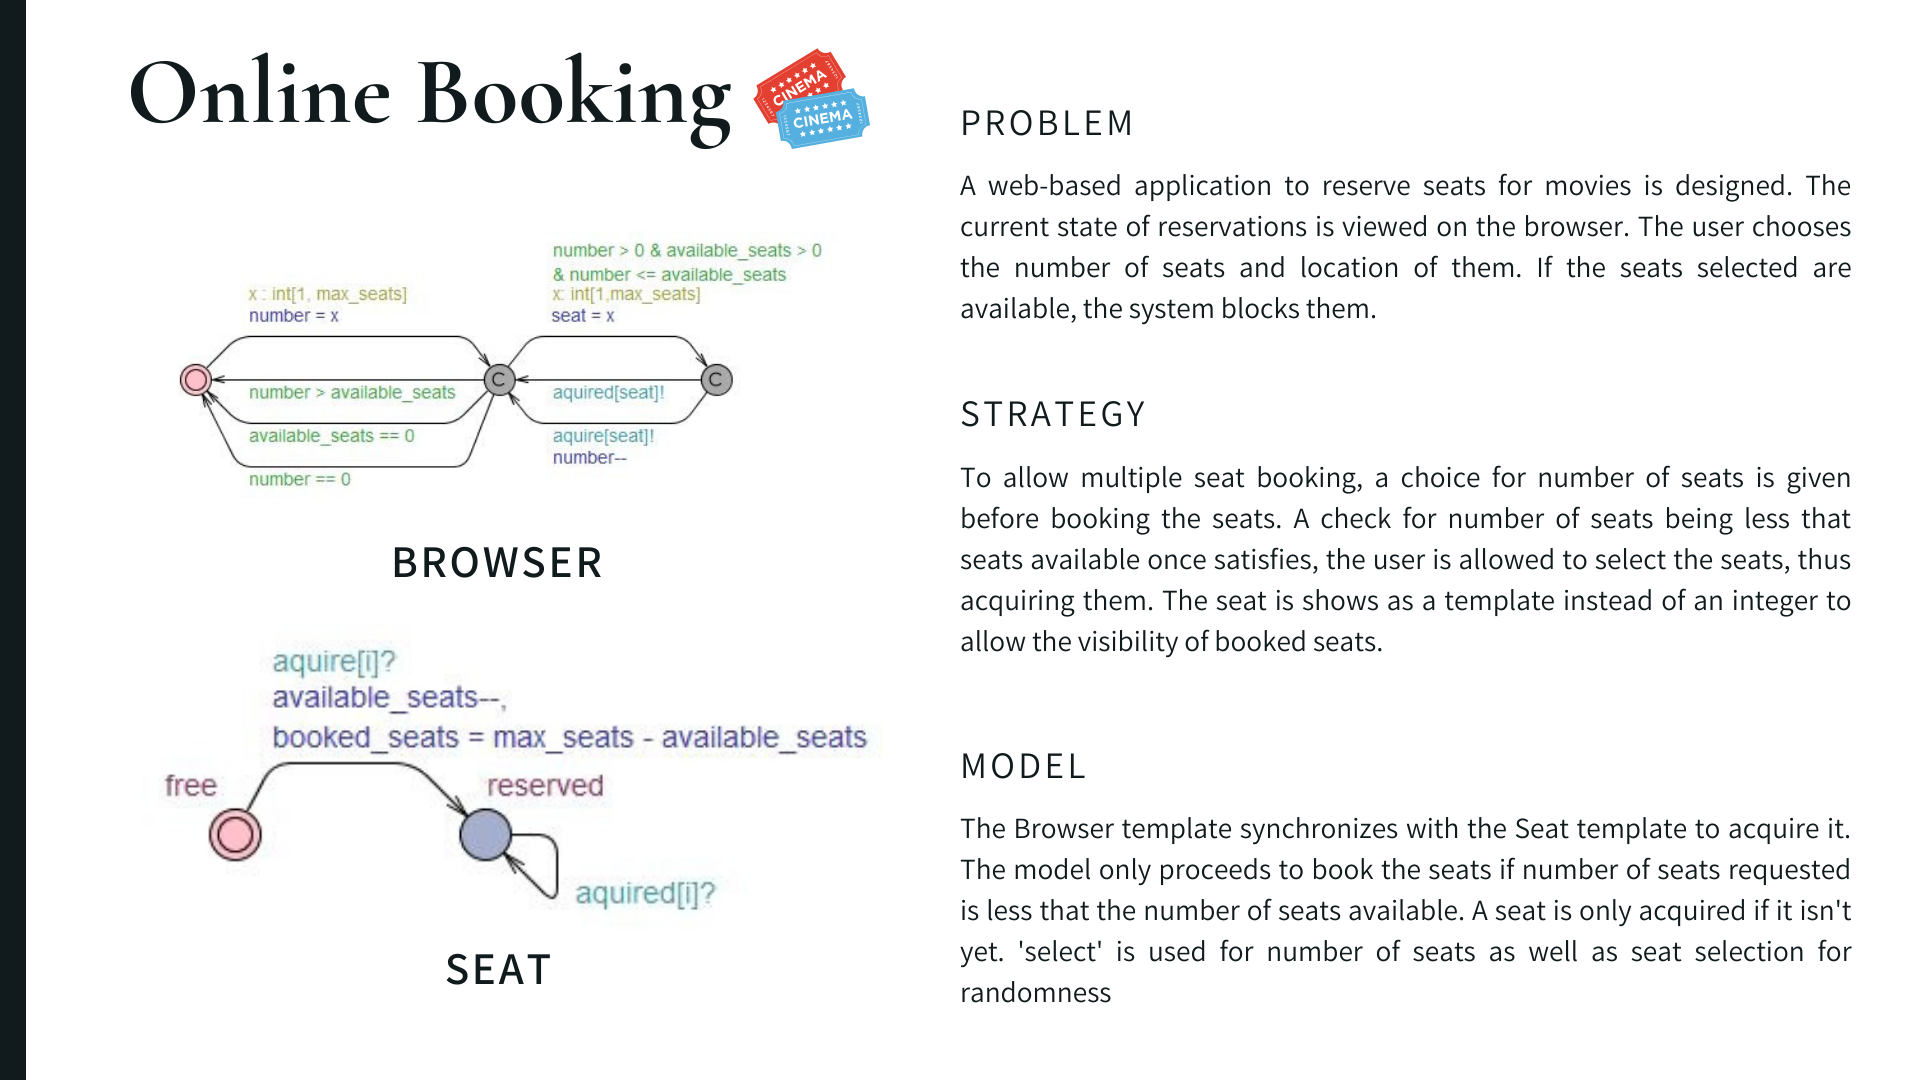 Online Booking
CINEMA
CINEMA
number > 0 & available_seats > 0
& number <= available_seats
x : int[1, max_seats]
number = x
x: int[1,max_seats]
seat = x
C
C
number > available_seats
aquired[seat]!
available_seats == 0
aquire[seat]!
number--
number == 0
BROWSER
aquire[i]?
available_seats--,
booked_seats = max_seats - available_seats
free
reserved
aquired[i]?
SEAT
PROBLEM
A web-based application to reserve seats for movies is designed. The
current state of reservations is viewed on the browser. The user chooses
the number of seats and location of them. If the seats selected are
available, the system blocks them.
STRATEGY
To allow multiple seat booking, a choice for number of seats is given
before booking the seats. A check for number of seats being less that
seats available once satisfies, the user is allowed to select the seats, thus
acquiring them. The seat is shows as a template instead of an integer to
allow the visibility of booked seats.
MODEL
The Browser template synchronizes with the Seat template to acquire it.
The model only proceeds to book the seats if number of seats requested
is less that the number of seats available. A seat is only acquired if it isn't
yet. 'select' is used for number of seats as well as seat selection for
randomness